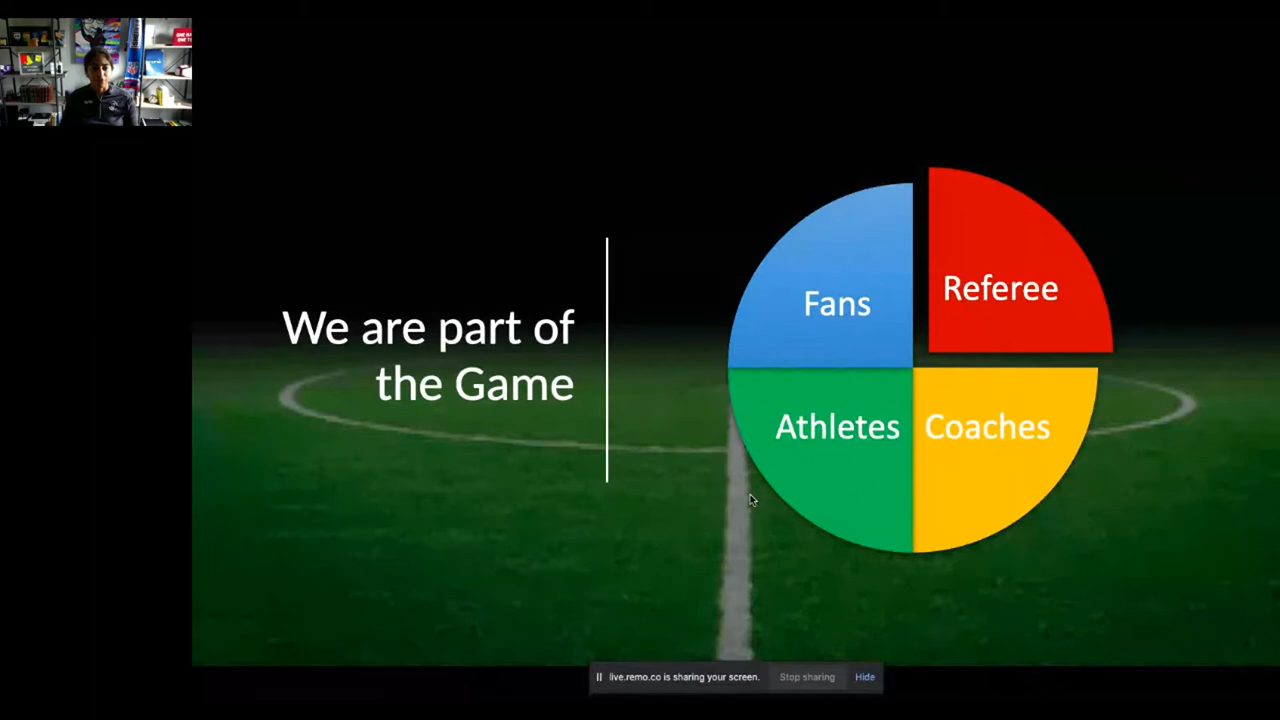 We are part of
the Game
Fans
Referee
Athletes
Coaches
live.remo.co is sharing your screen.
Stop sharing
Hide